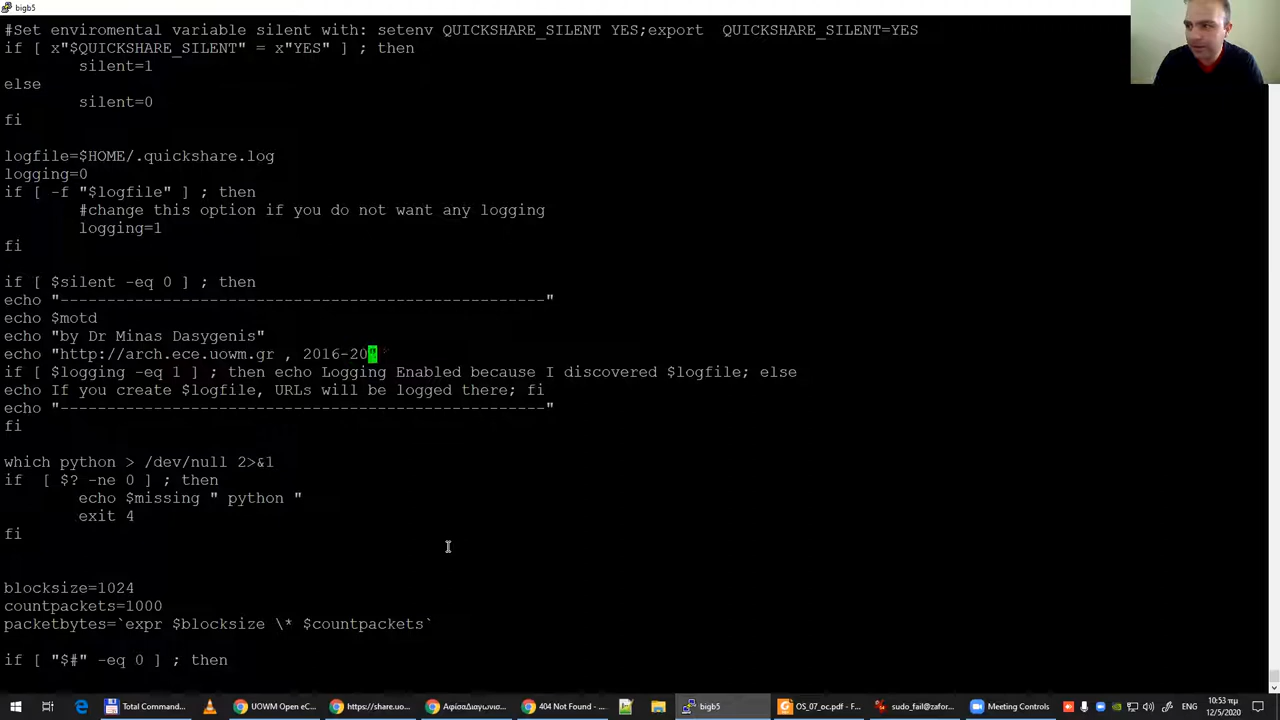 bigb5
#Set enviromental variable silent with: setenv QUICKSHARE_SILENT YES;export  QUICKSHARE_SILENT=YES
if [ x"$QUICKSHARE_SILENT" = x"YES" ] ; then
        silent=1
else
        silent=0
fi
logfile=$HOME/.quickshare.log
logging=0
if [ -f "$logfile" ] ; then
        #change this option if you do not want any logging
        logging=1
fi
if [ $silent -eq 0 ] ; then
echo "----------------------------------------------------"
echo $motd
echo "by Dr Minas Dasygenis"
echo "http://arch.ece.uowm.gr , 2016-20"
if [ $logging -eq 1 ] ; then echo Logging Enabled because I discovered $logfile; else
echo If you create $logfile, URLs will be logged there; fi
echo "----------------------------------------------------"
fi
which python > /dev/null 2>&1
if  [ $? -ne 0 ] ; then
        echo $missing " python "
        exit 4
fi
blocksize=1024
countpackets=1000
packetbytes=`expr $blocksize \* $countpackets`
if [ "$#" -eq 0 ] ; then
Total Command...
UOWM Open eC...
https://share.uo...
ΑφίσαΔιαγωνισ...
404 Not Found - ...
bigb5
OS_07_oc.pdf - F...
sudo_fail@zafor...
Meeting Controls
ENG
10:53 πμ
12/5/2020